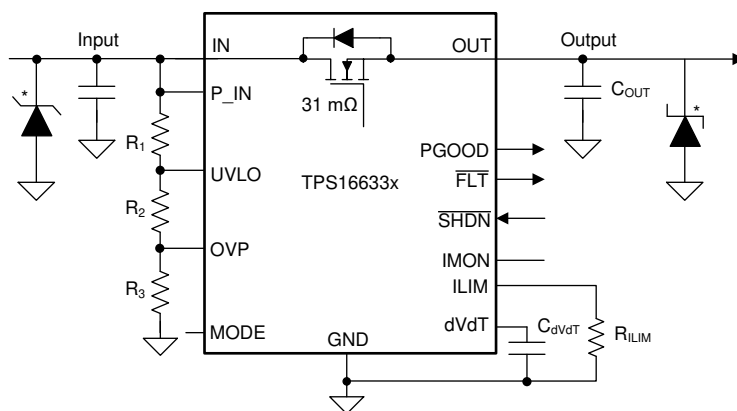 Input
IN
OUT
Output
P_IN
31 mΩ
COUT
*
*
R1
PGOOD
UVLO
TPS16633x
FLT
R2
SHDN
OVP
IMON
R3
ILIM
MODE
GND
dVdT
CdVdT
RILIM